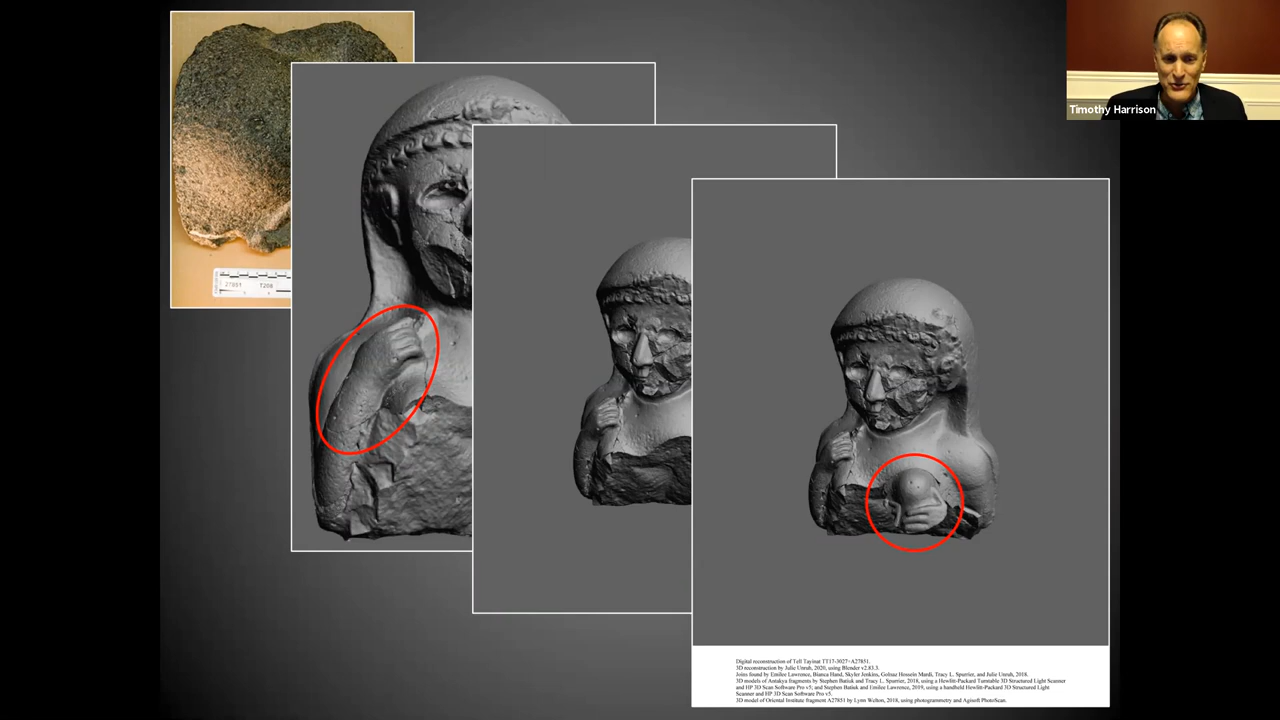 Timothy Harrison
27851 T206
Digital reconstruction of Tell Tayinat TT17-3027+A27851.
3D reconstruction by Julie Unruh, 2020, using Blender v2.83.3.
Joins found by Emilee Lawrence, Bianca Hand, Skyler Jenkins, Golnaz Hossein Mardi, Tracy L. Spurrier, and Julie Unruh, 2018.
3D models of Antakya fragments by Stephen Batiuk and Tracy L. Spurrier, 2018, using a Hewlitt-Packard Turntable 3D Structured Light Scanner
and HP 3D Scan Software Pro v5; and Stephen Batiuk and Emilee Lawrence, 2019; using a handheld Hewlitt-Packard 3D Structured Light
Scanner and HP 3D Scan Software Pro v5.
3D model of Oriental Institute fragment A27851 by Lynn Welton, 2018, using photogrammetry and Agisoft PhotoScan.